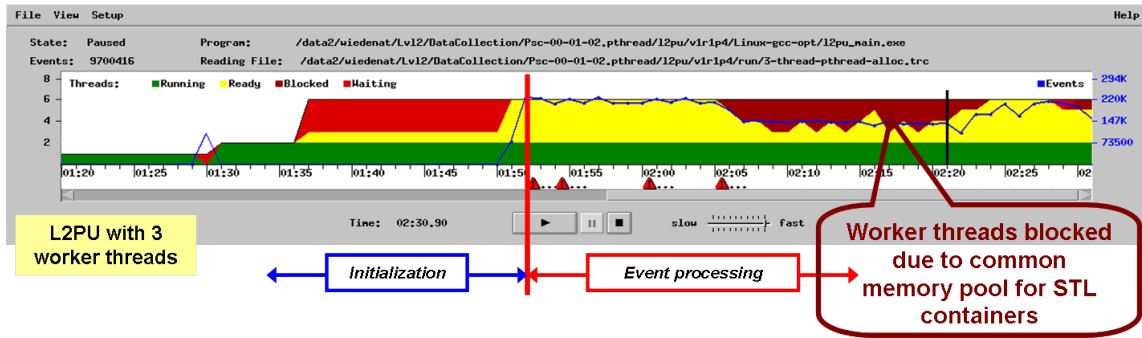 File View Setup Help
State: Paused Program: /data2/wiedenat/Lvl2/DataCollection/Psc-00-01-02.pthread/l2pu/v1r1p4/Linux-gcc-opt/l2pu_main.exe
Events: 9700416 Reading File: /data2/wiedenat/Lvl2/DataCollection/Psc-00-01-02.pthread/l2pu/v1r1p4/run/3-thread-pthread-alloc.trc
8 Threads: Running Ready Blocked Waiting Events 294K
6 220K
4 147K
2 73500
01:20 01:25 01:30 01:35 01:40 01:45 01:50 02:00 02:05 02:10 02:15 02:20 02:25
Time: 02:30.90 slow fast
L2PU with 3
worker threads
Initialization
Event processing
Worker threads blocked
due to common
memory pool for STL
containers